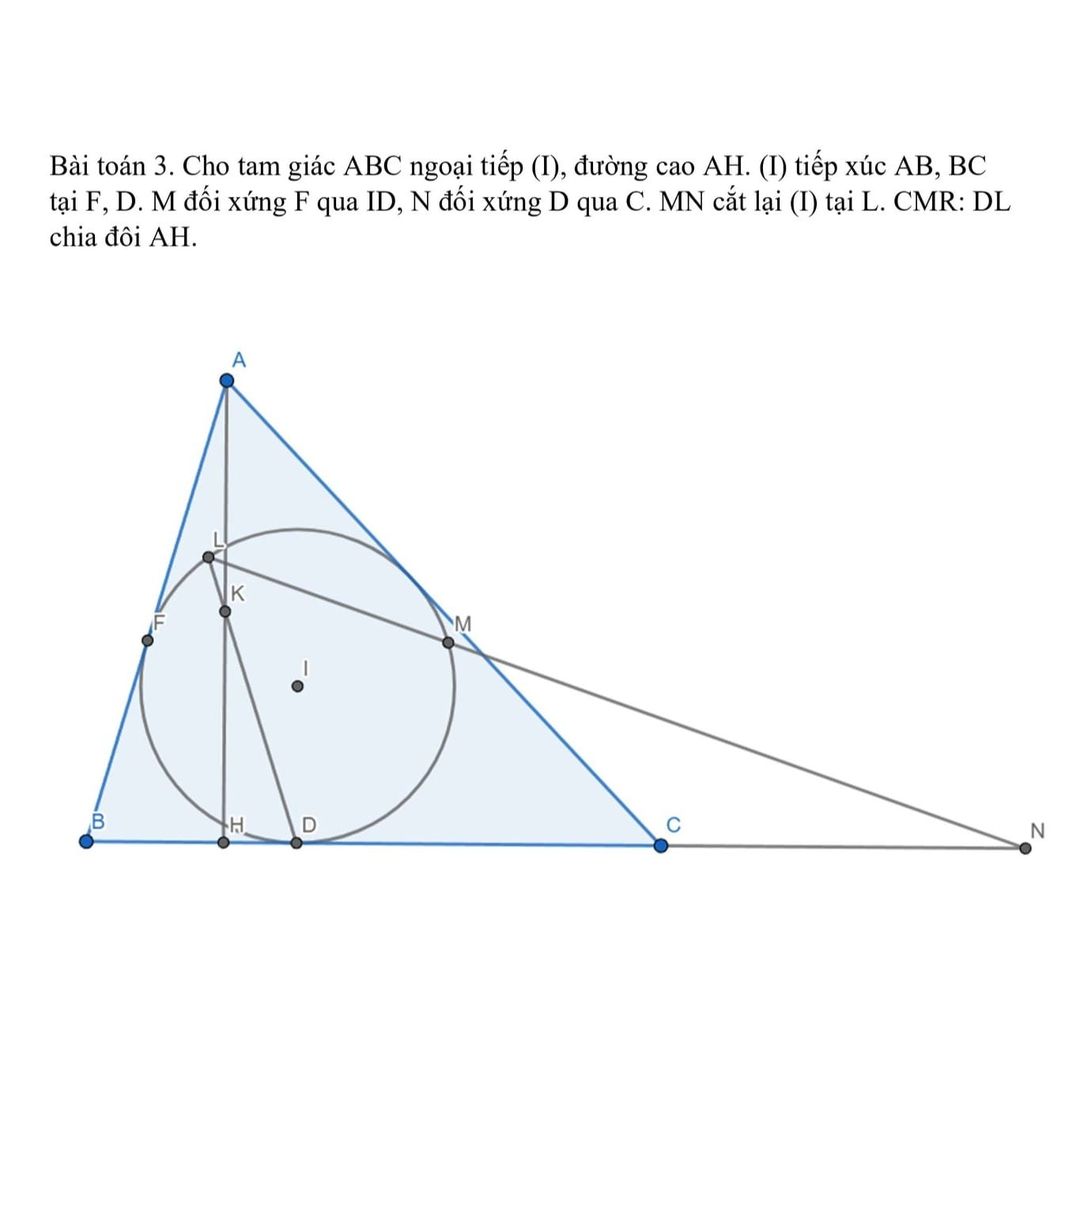 Bài toán 3. Cho tam giác ABC ngoại tiếp (I), đường cao AH. (I) tiếp xúc AB, BC
tại F, D. M đối xứng F qua ID, N đối xứng D qua C. MN cắt lại (I) tại L. CMR: DL
chia đôi AH.
A
L
K
F
M
I
B
H
D
C
N